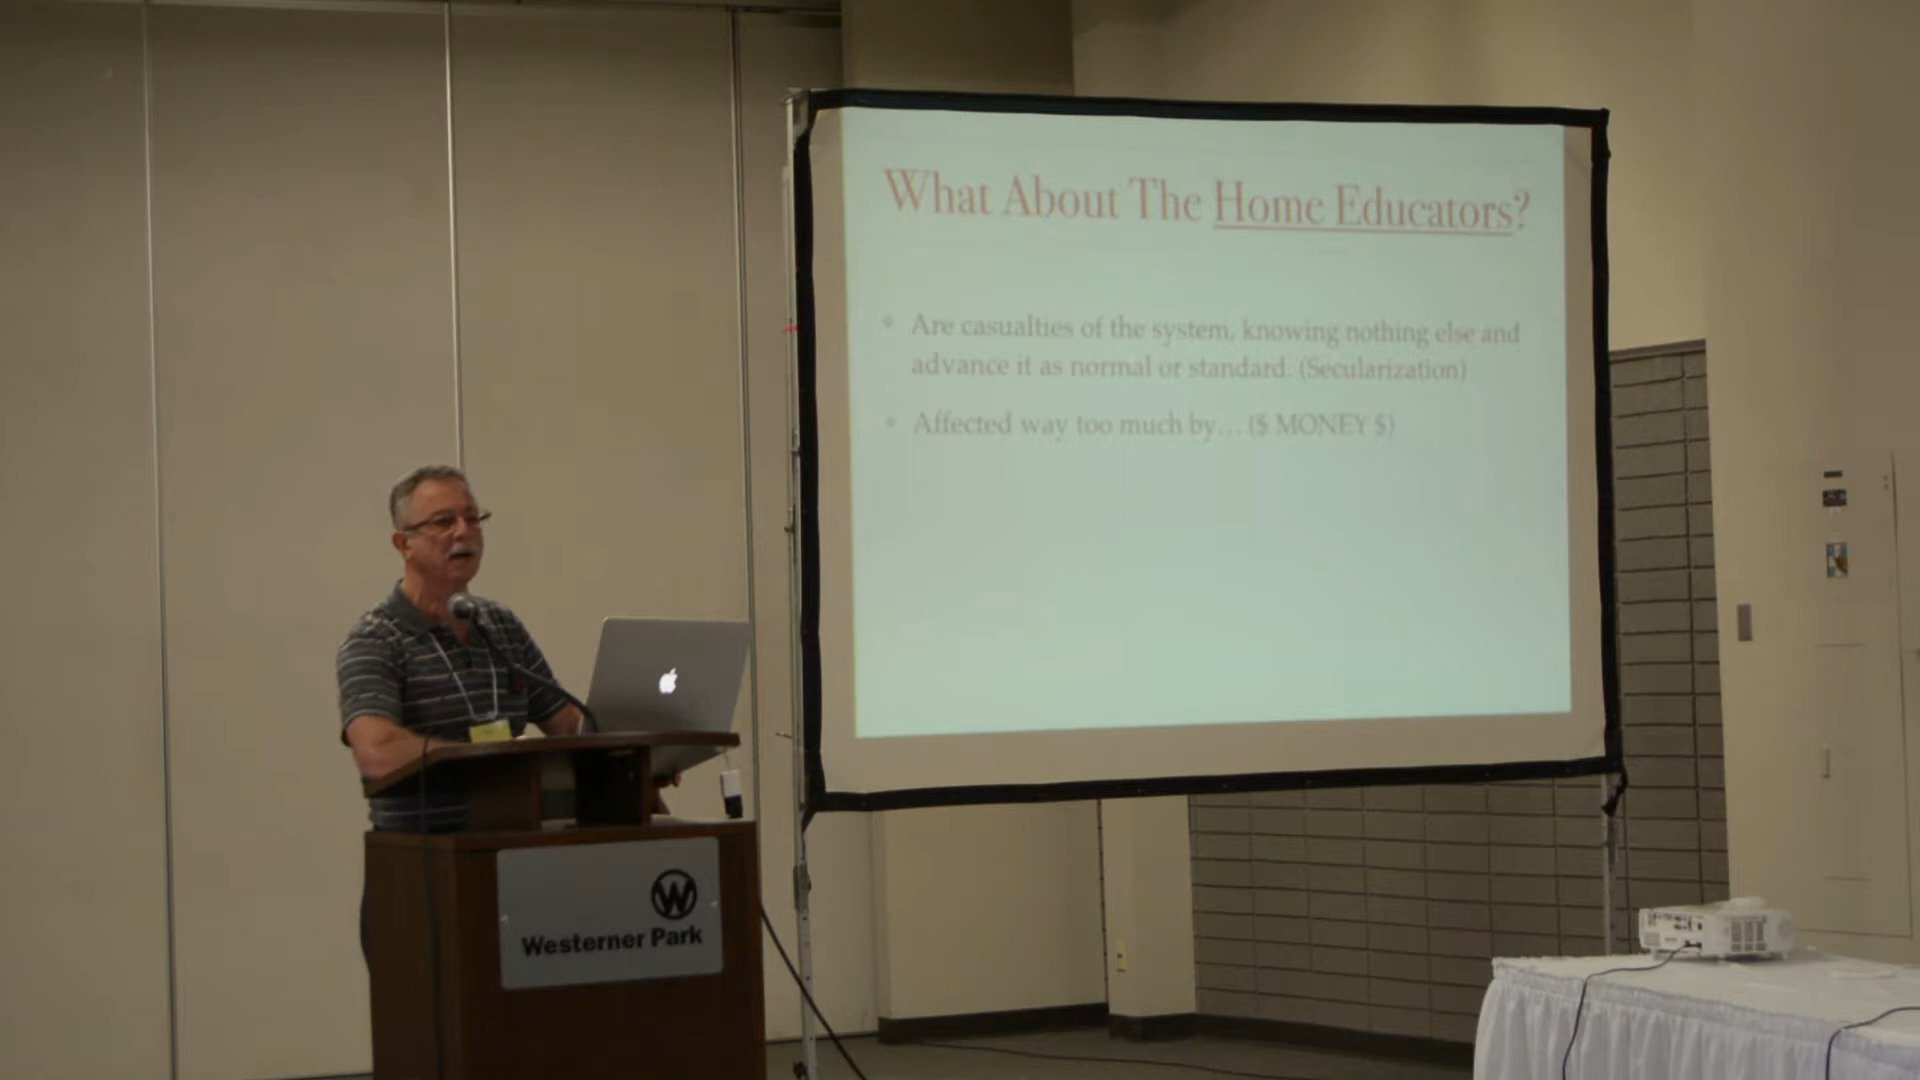 What About The Home Educators?
Are casualties of the system, knowing nothing else and
advance it as normal or standard. (Secularization)
Affected way too much by... ($ MONEY $)
W
Westerner Park